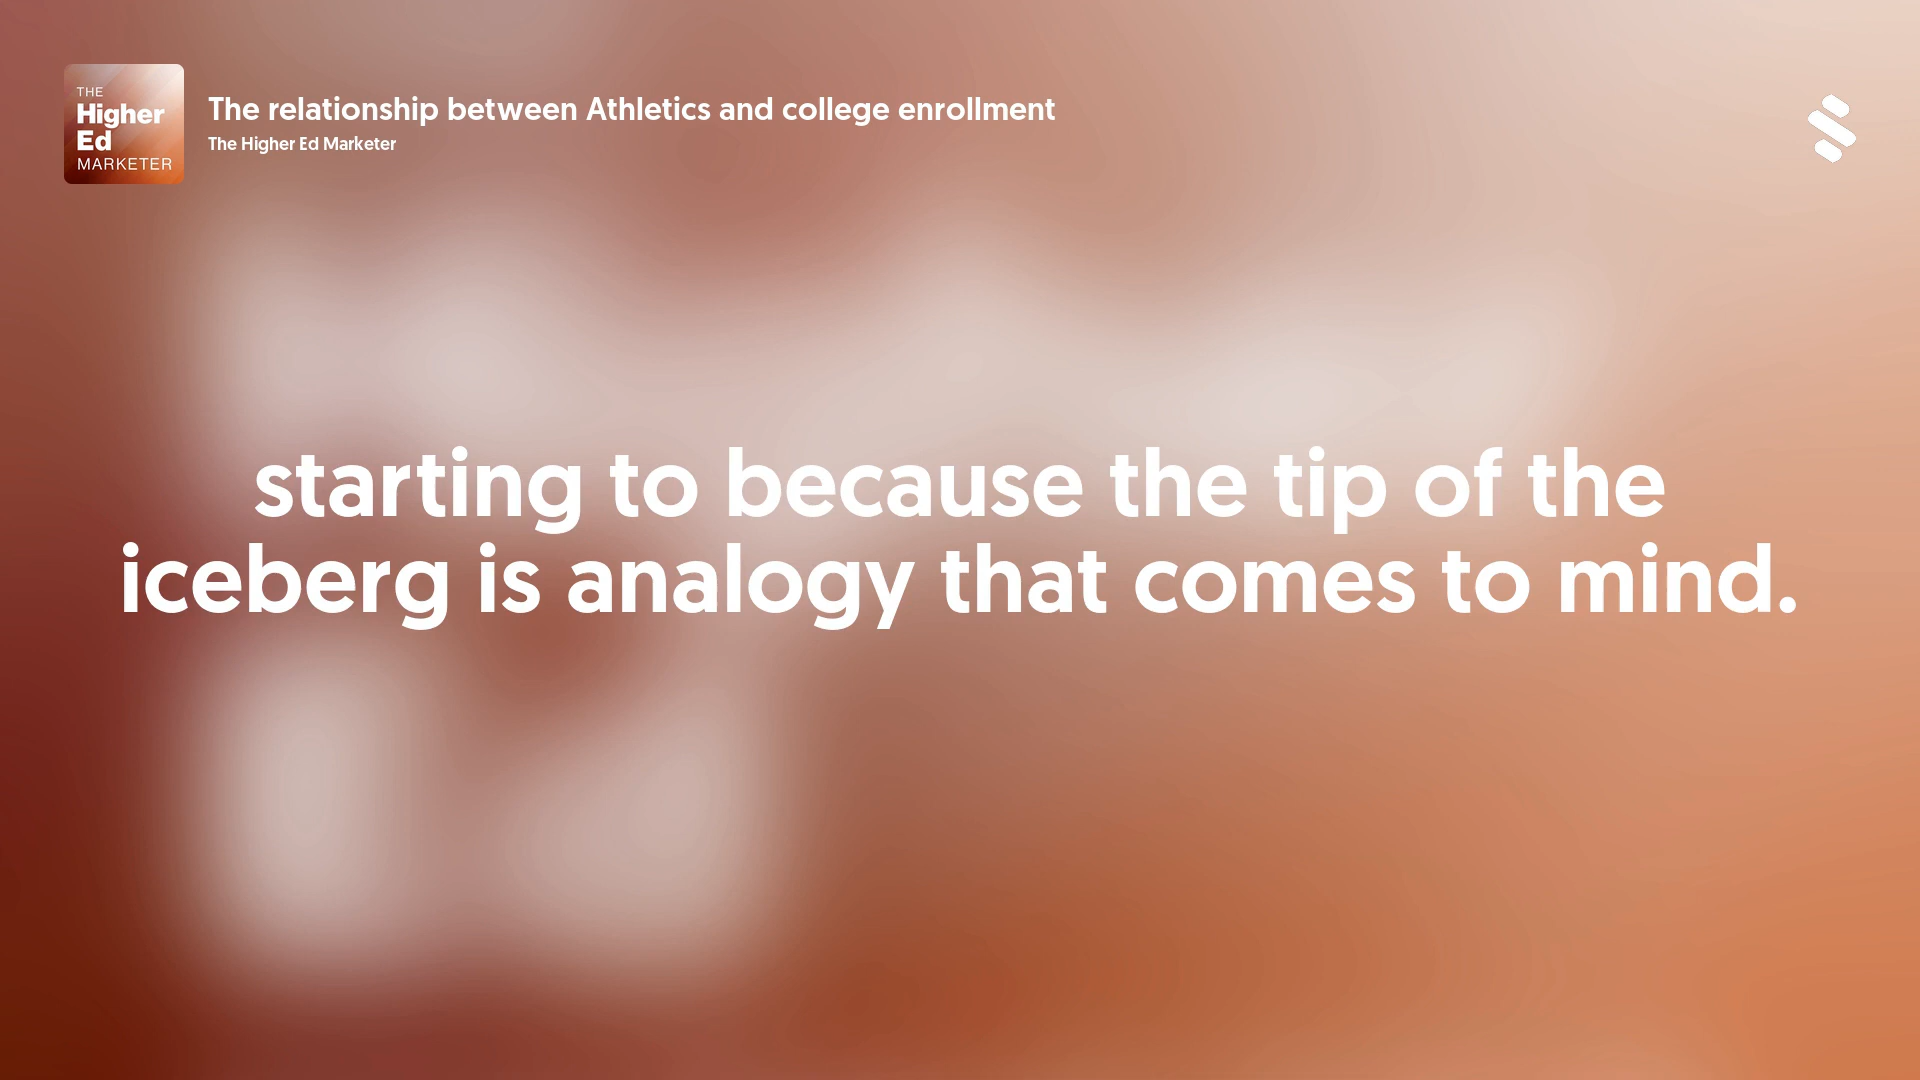 THE
Higher
Ed
MARKETER
The relationship between Athletics and college enrollment
The Higher Ed Marketer
starting to because the tip of the
iceberg is analogy that comes to mind.